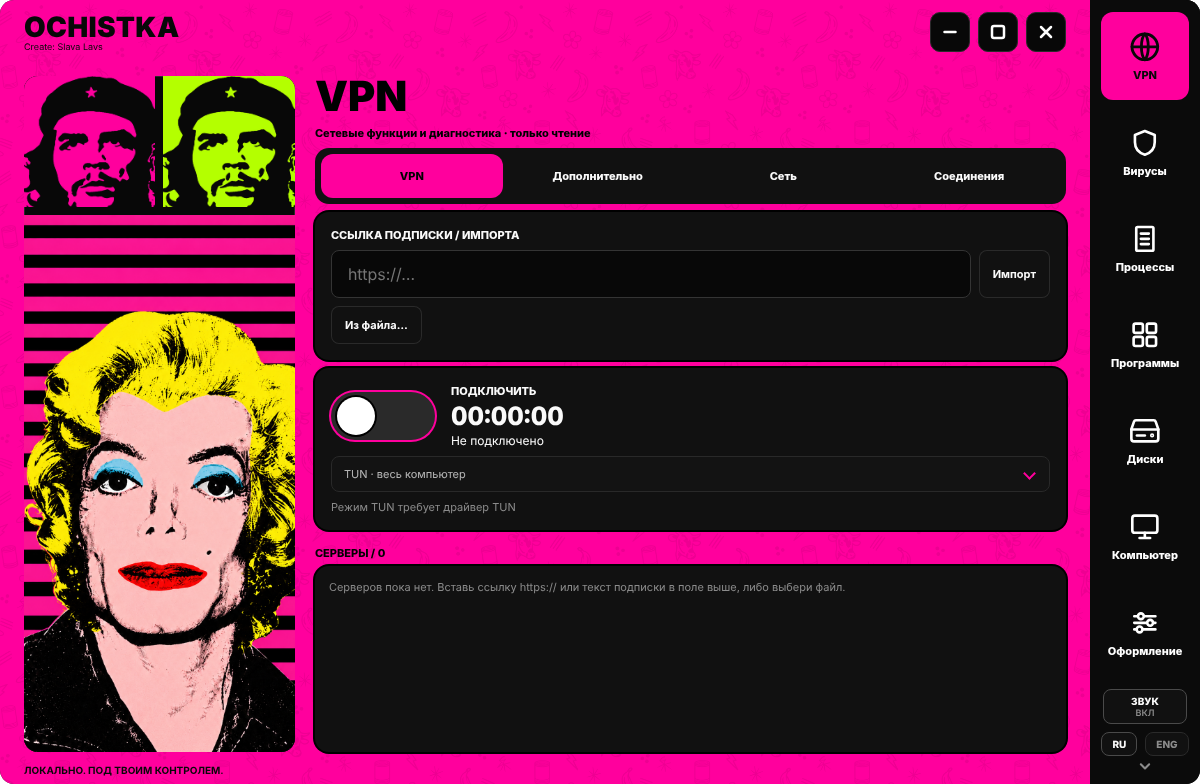 OCHISTKA
Create: Slava Lavs
VPN
Сетевые функции и диагностика · только чтение
VPN
Дополнительно
Сеть
Соединения
ССЫЛКА ПОДПИСКИ / ИМПОРТА
https://...
Импорт
Из файла...
ПОДКЛЮЧИТЬ
00:00:00
Не подключено
TUN · весь компьютер
Режим TUN требует драйвер TUN
СЕРВЕРЫ / 0
Серверов пока нет. Вставь ссылку https:// или текст подписки в поле выше, либо выбери файл.
ЛОКАЛЬНО. ПОД ТВОИМ КОНТРОЛЕМ.
VPN
Вирусы
Процессы
Программы
Диски
Компьютер
Оформление
ЗВУК
ВКЛ
RU
ENG